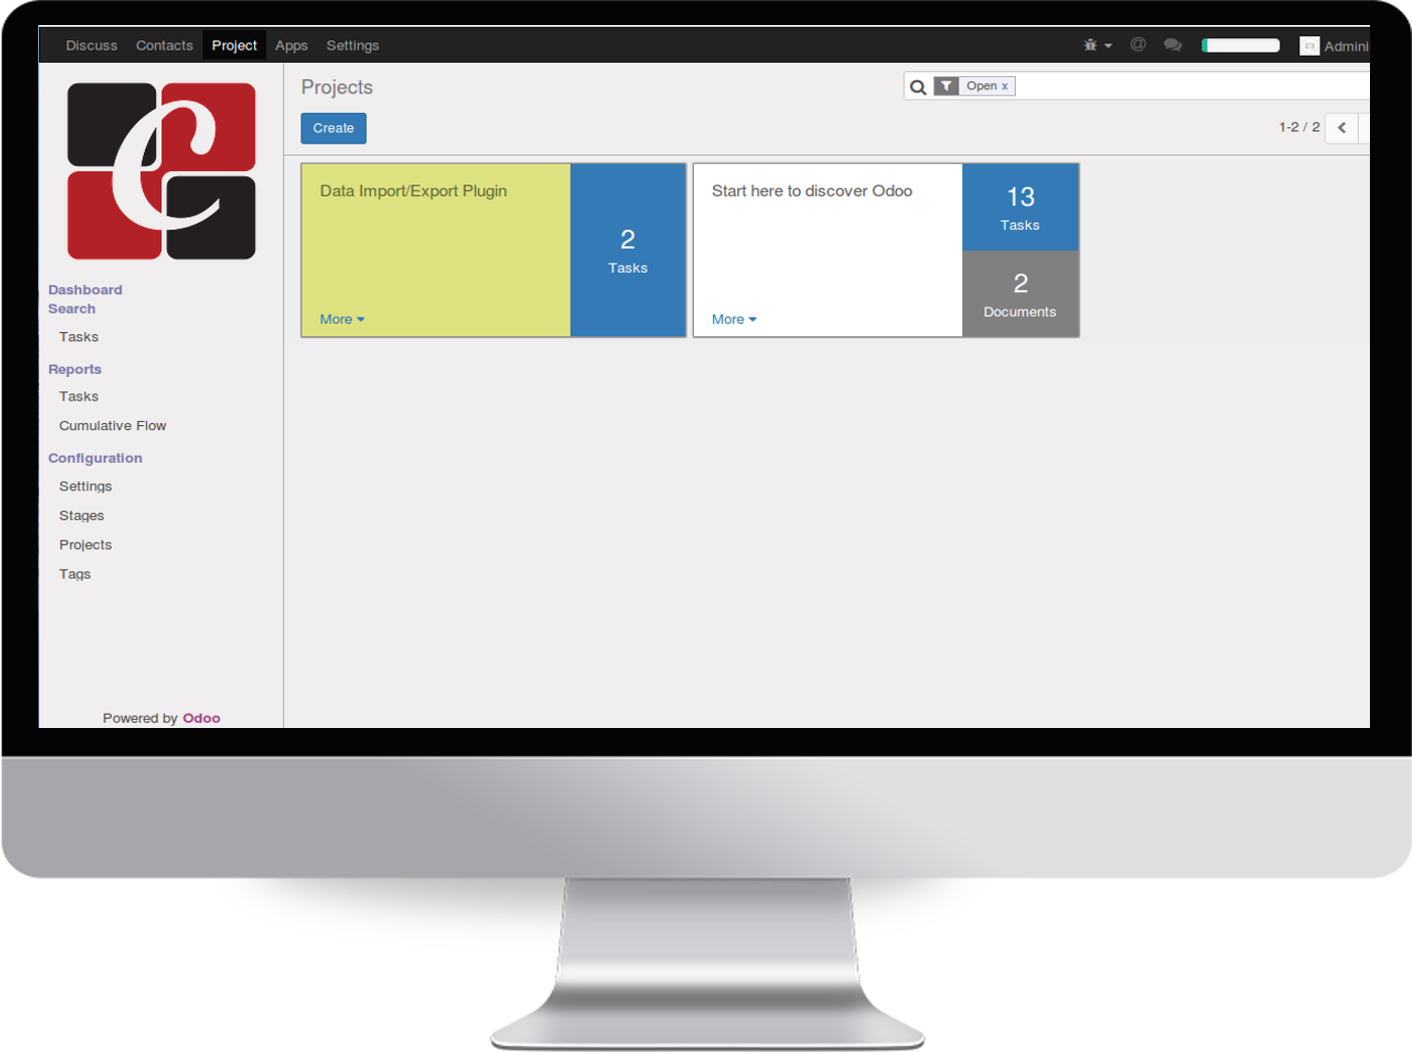 Discuss Contacts Project Apps Settings @ Admini
C
Projects
Open x
Create
1-2 / 2
Data Import/Export Plugin
2
Tasks
More
Start here to discover Odoo
13
Tasks
2
Documents
More
Dashboard
Search
Tasks
Reports
Tasks
Cumulative Flow
Configuration
Settings
Stages
Projects
Tags
Powered by Odoo